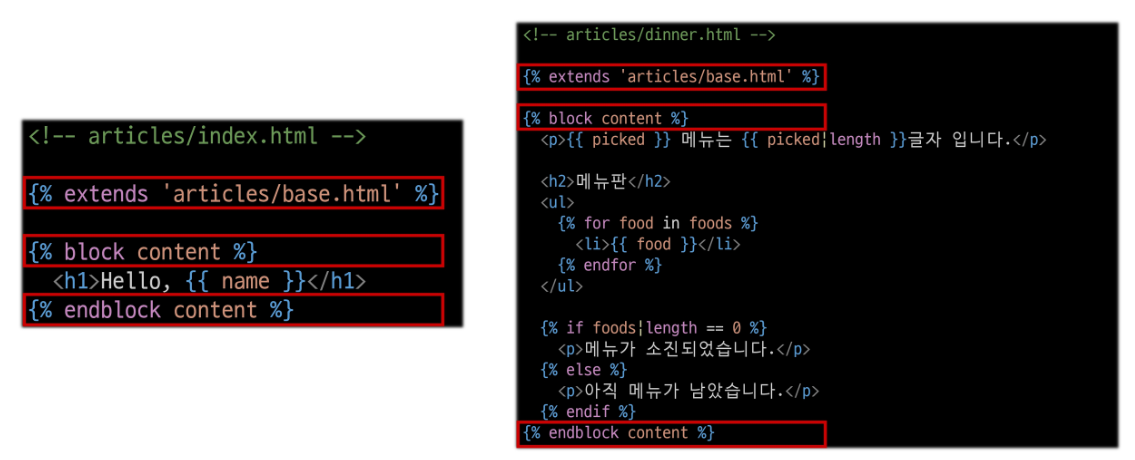 <!-- articles/index.html -->
{% extends 'articles/base.html' %}
{% block content %}
<h1>Hello, {{ name }}</h1>
{% endblock content %}
<!-- articles/dinner.html -->
{% extends 'articles/base.html' %}
{% block content %}
<p>{{ picked }} 메뉴는 {{ picked|length }}글자 입니다.</p>
<h2>메뉴판</h2>
<ul>
{% for food in foods %}
<li>{{ food }}</li>
{% endfor %}
</ul>
{% if foods|length == 0 %}
<p>메뉴가 소진되었습니다.</p>
{% else %}
<p>아직 메뉴가 남았습니다.</p>
{% endif %}
{% endblock content %}